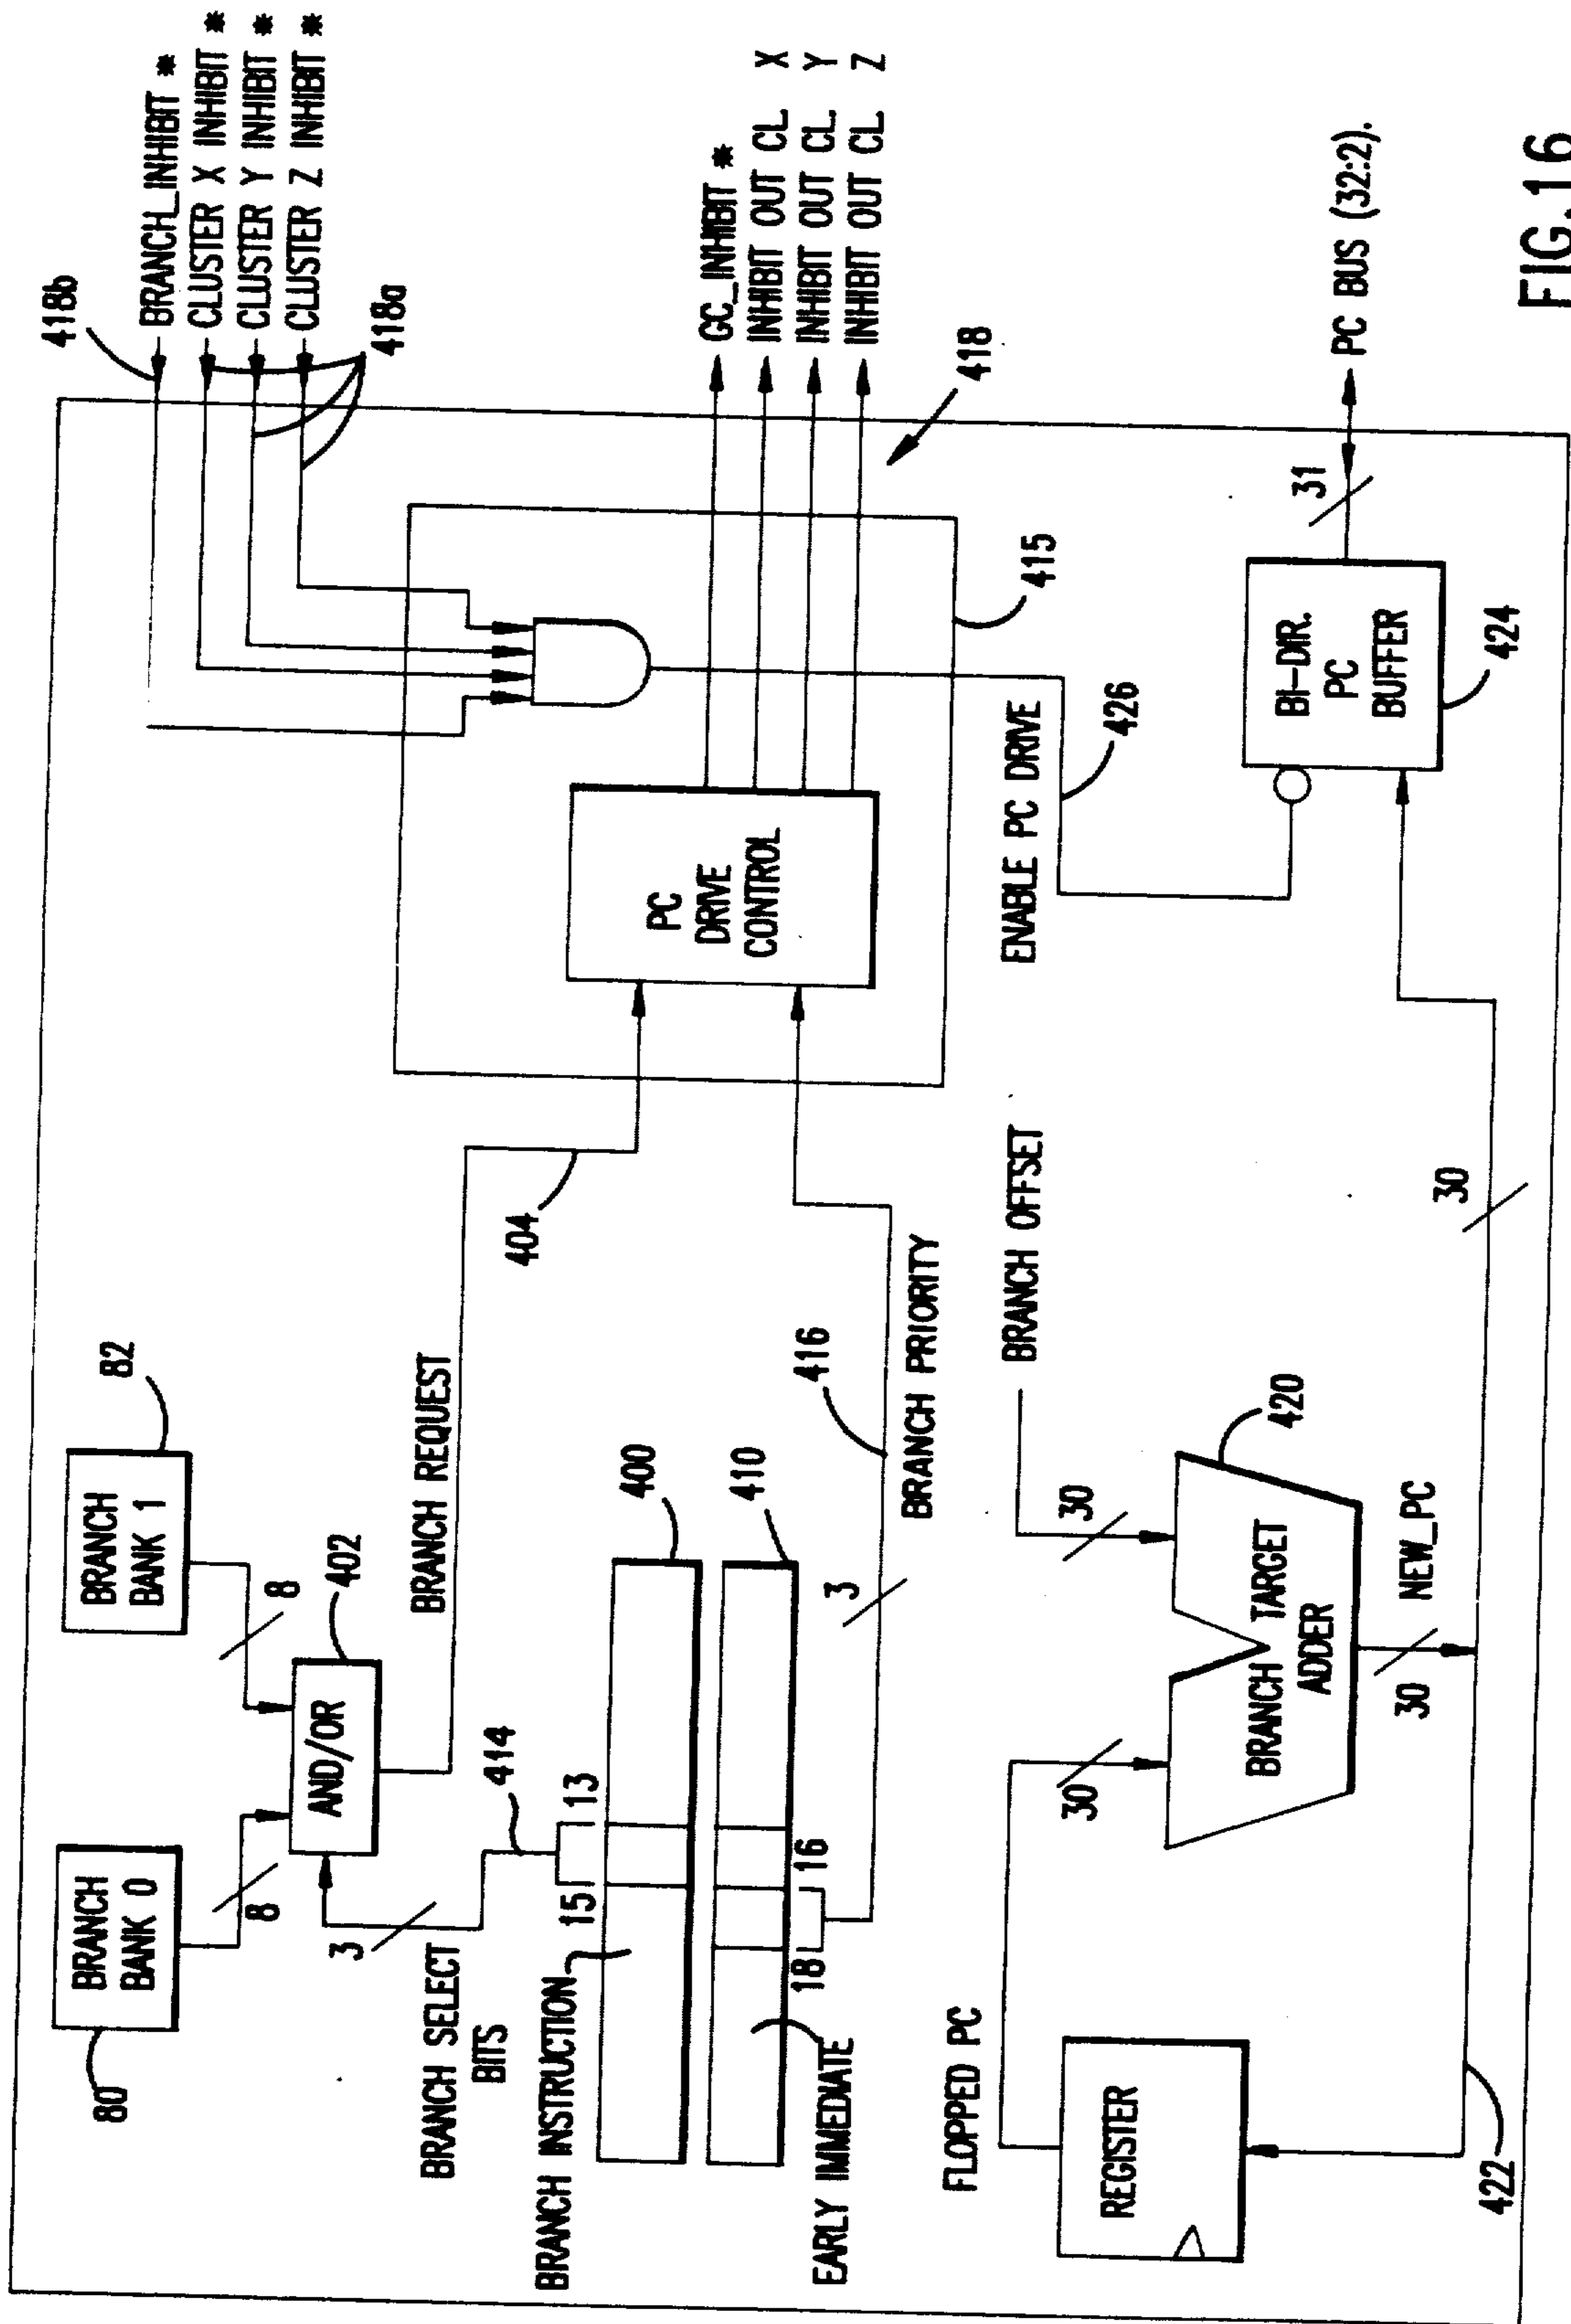 80
BRANCH
BANK 0
8
82
BRANCH
BANK 1
8
AND/OR
402
3
BRANCH SELECT
BITS
414
BRANCH REQUEST
404
BRANCH INSTRUCTION
15
13
400
EARLY IMMEDIATE
18
16
410
3
416
BRANCH PRIORITY
PC
DRIVE
CONTROL
415
418b
BRANCH_INHIBIT *
CLUSTER X INHIBIT *
CLUSTER Y INHIBIT *
CLUSTER Z INHIBIT *
418a
GC_INHIBIT *
INHIBIT OUT CL. X
INHIBIT OUT CL. Y
INHIBIT OUT CL. Z
418
FLOPPED PC
REGISTER
422
30
BRANCH OFFSET
30
BRANCH TARGET
ADDER
420
30
NEW_PC
30
ENABLE PC DRIVE
426
BI-DIR.
PC
BUFFER
424
31
PC BUS (32:2).
FIG.16